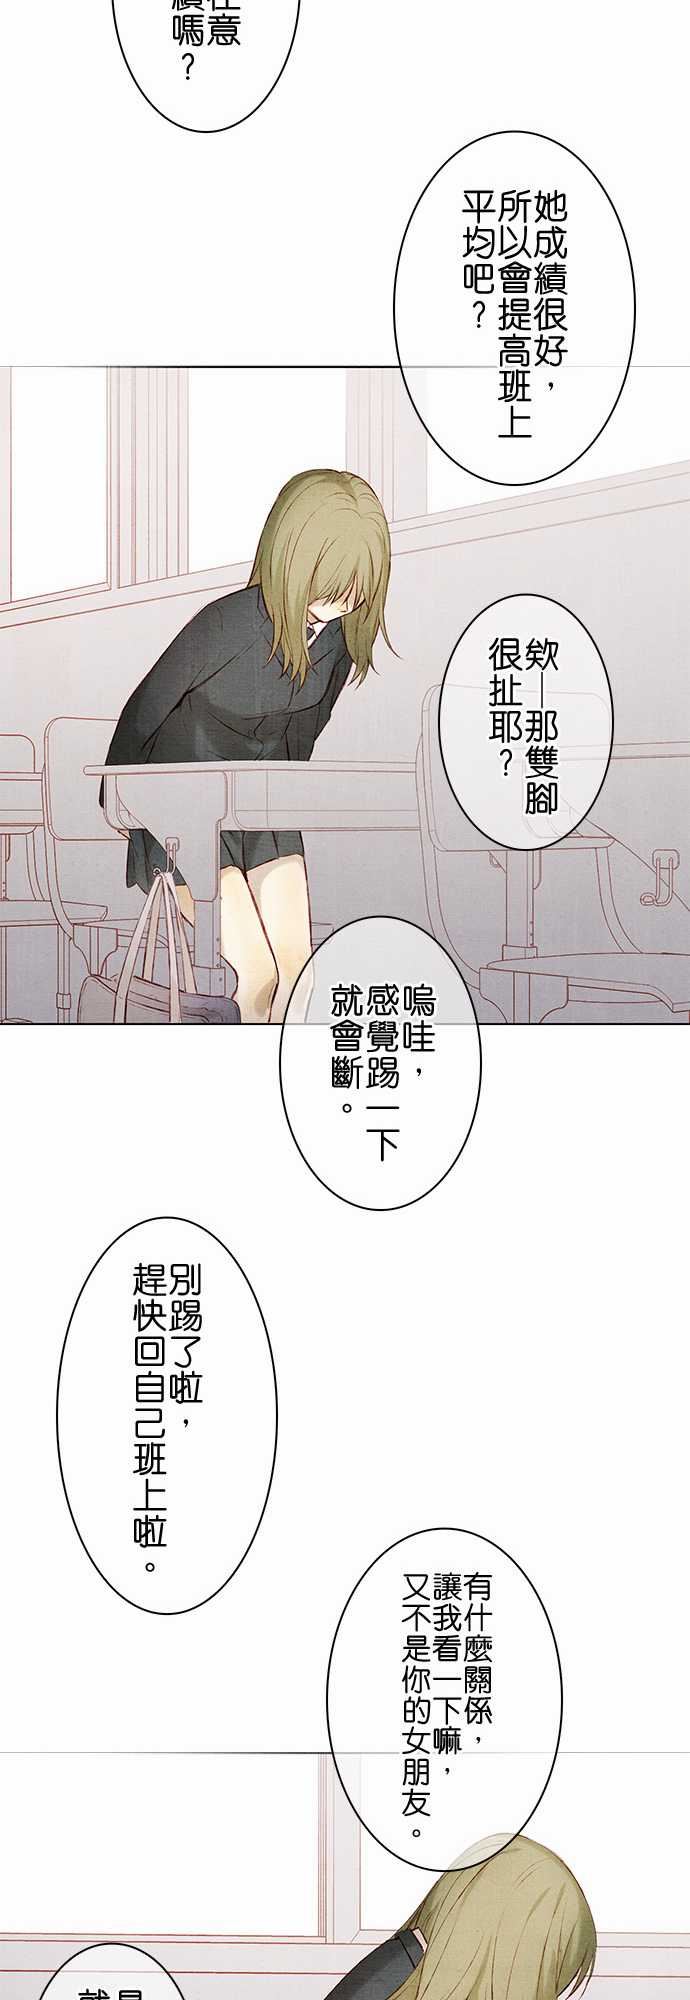 在意
績嗎？
她成績很好，
所以會提高班上
平均吧？
欸—那雙腳
很扯耶？
嗚哇，
感覺踢一下
就會斷。
別踢了啦，
趕快回自己班上啦。
有什麼關係，
讓我看一下嘛，
又不是你的女朋友。
是
就